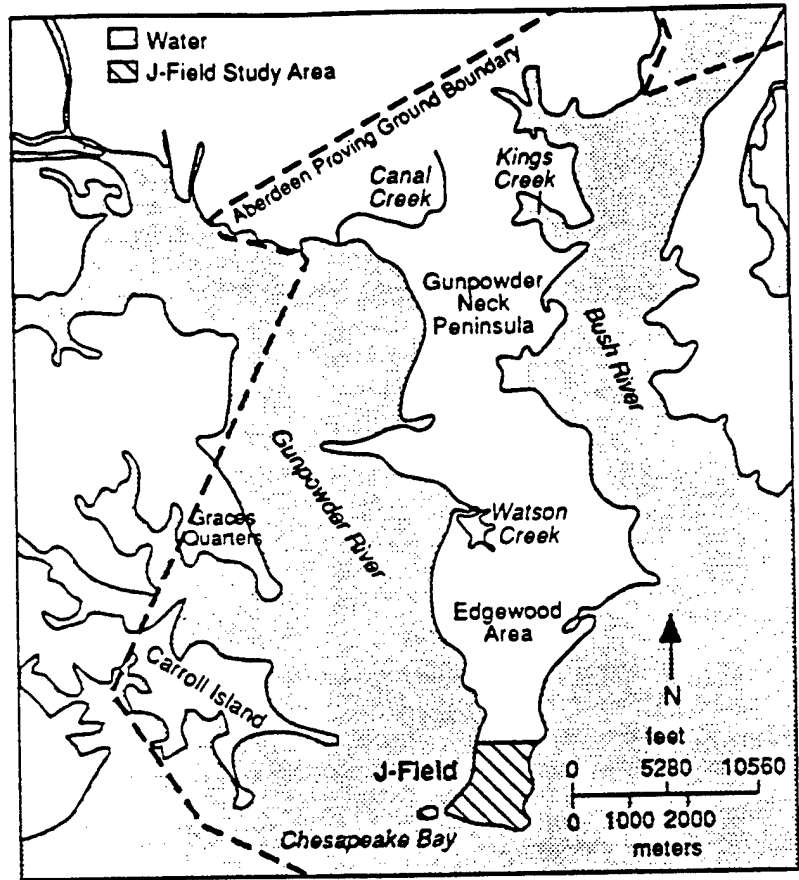 Water
J-Field Study Area
Aberdeen Proving Ground Boundary
Canal
Creek
Kings
Creek
Gunpowder
Neck
Peninsula
Bush River
Gunpowder River
Graces
Quarters
Watson
Creek
Edgewood
Area
Carroll Island
N
feet
0 5280 10560
0 1000 2000
meters
J-Field
Chesapeake Bay